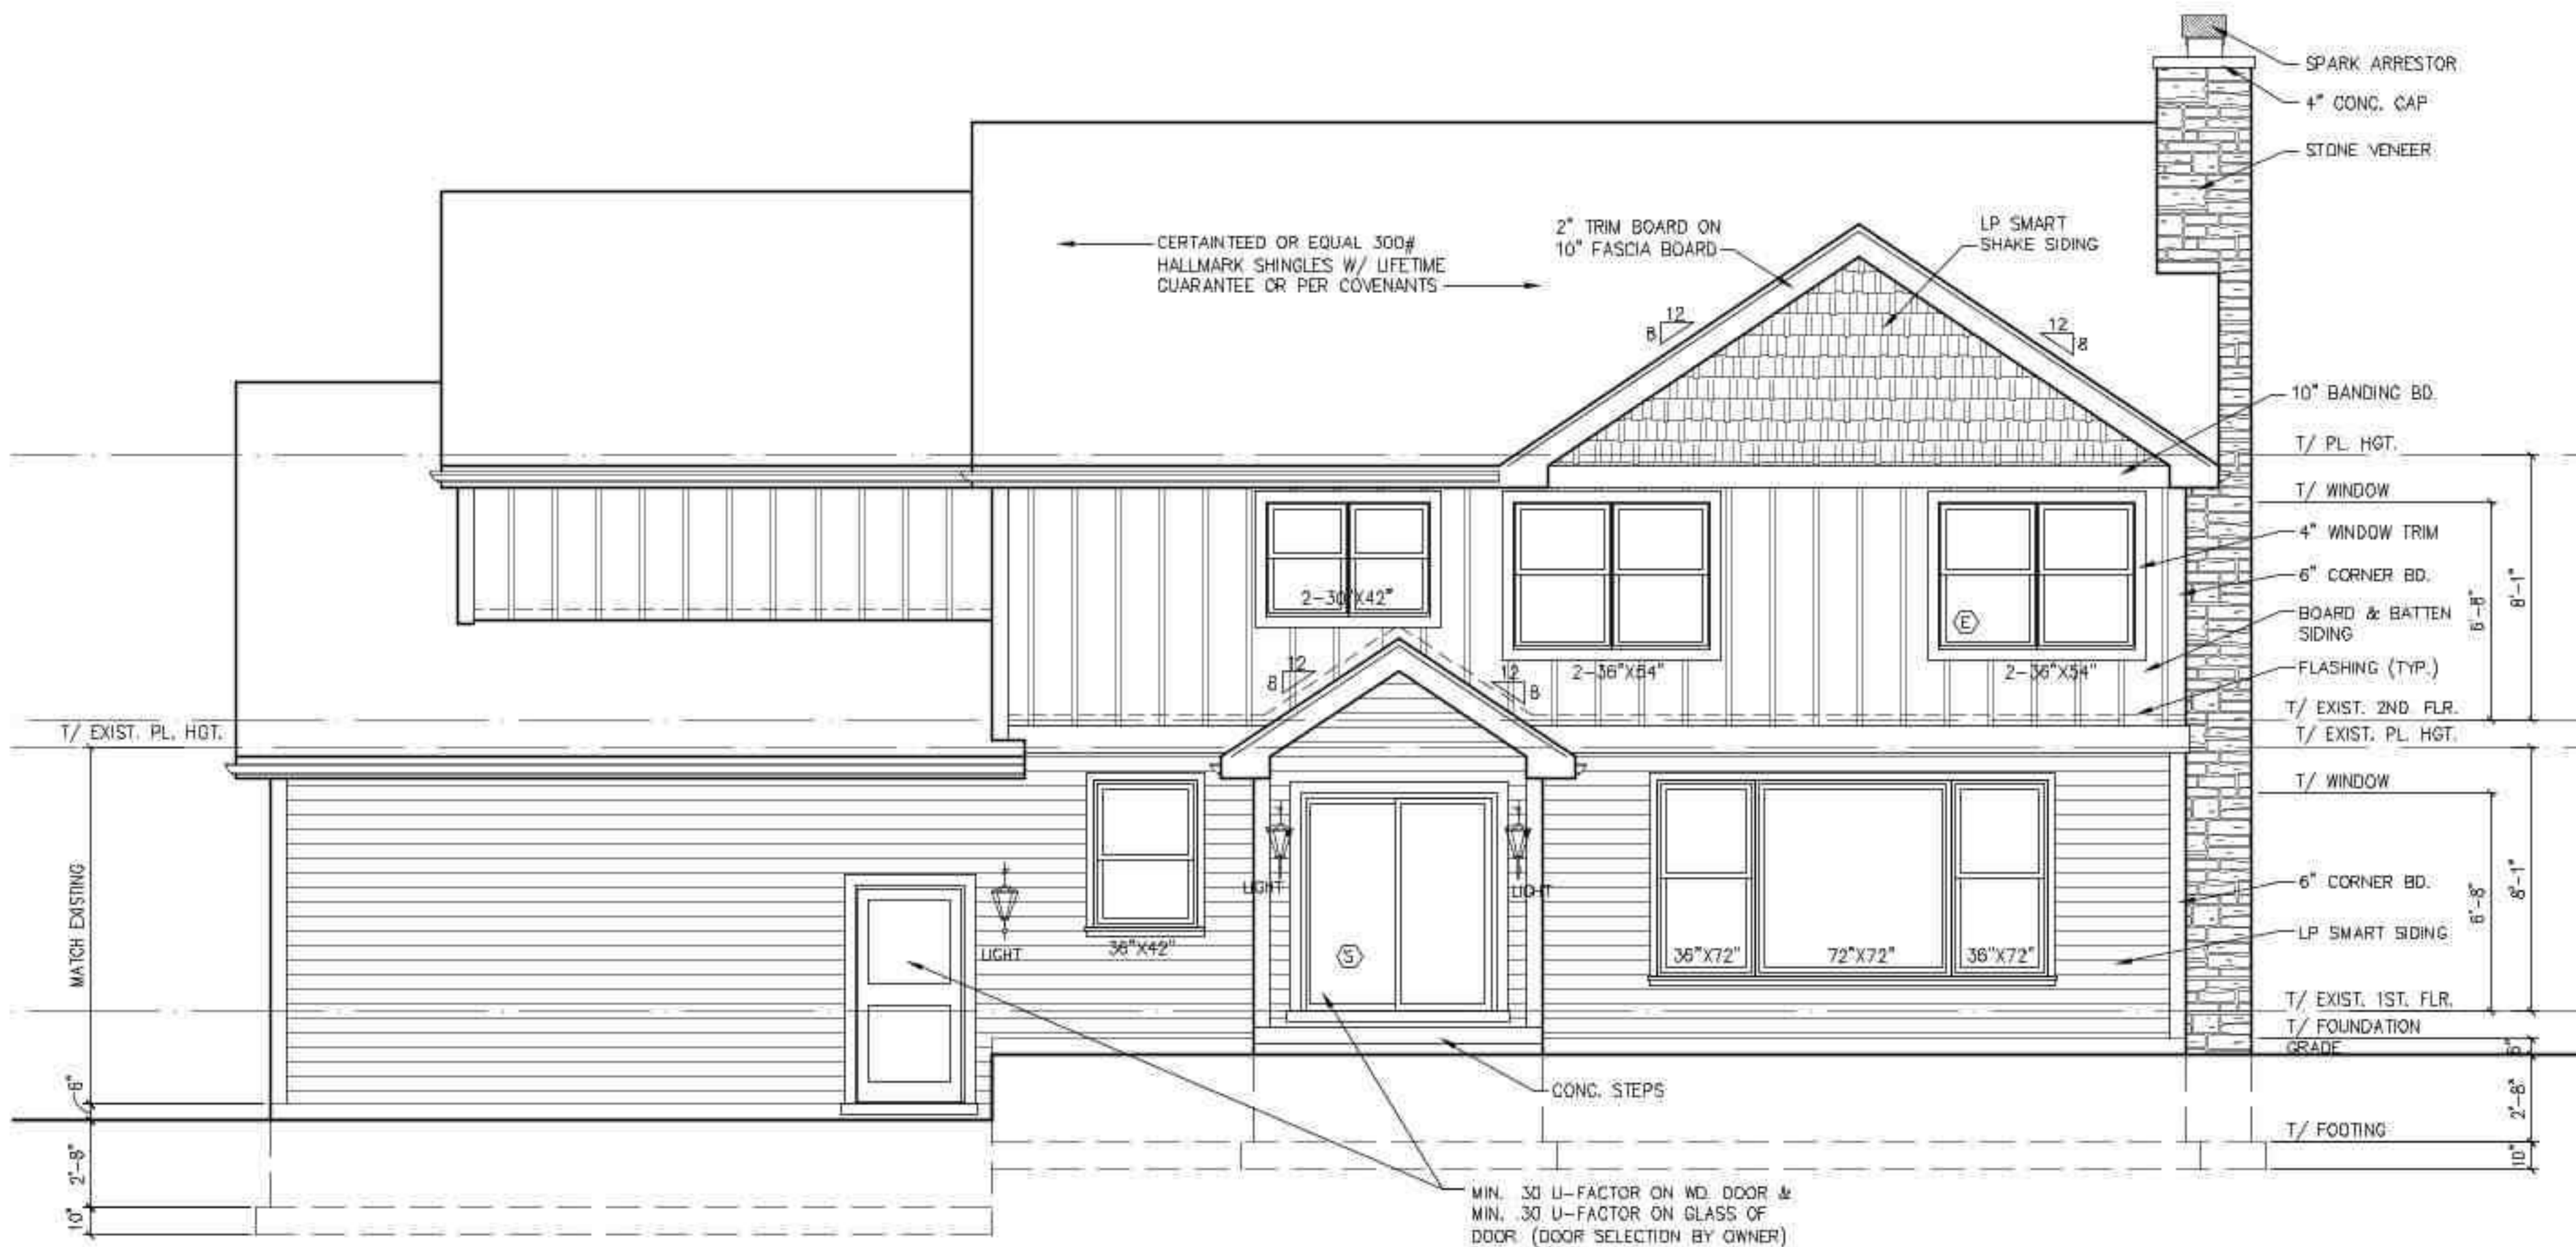 SPARK ARRESTOR
4" CONC. CAP
STONE VENEER
2" TRIM BOARD ON
10" FASCIA BOARD
LP SMART
SHAKE SIDING
CERTAINTEED OR EQUAL 300#
HALLMARK SHINGLES W/ LIFETIME
GUARANTEE OR PER COVENANTS
12
8
12
8
10" BANDING BD.
T/ PL. HGT.
T/ WINDOW
4" WINDOW TRIM
6" CORNER BD.
BOARD & BATTEN
SIDING
6'-8"
8'-1"
2-30"X42"
E
2-36"X54"
2-36"X54"
FLASHING (TYP.)
12
8
12
8
T/ EXIST. 2ND FLR.
T/ EXIST. PL. HGT.
T/ EXIST. PL. HGT.
T/ WINDOW
MATCH EXISTING
LIGHT
LIGHT
LIGHT
36"X42"
S
36"X72"
72"X72"
36"X72"
6" CORNER BD.
LP SMART SIDING
6'-8"
8'-1"
T/ EXIST. 1ST. FLR.
T/ FOUNDATION
GRADE
6"
6"
CONC. STEPS
2'-8"
2'-8"
T/ FOOTING
10"
10"
MIN. .30 U-FACTOR ON WD. DOOR &
MIN. .30 U-FACTOR ON GLASS OF
DOOR (DOOR SELECTION BY OWNER)